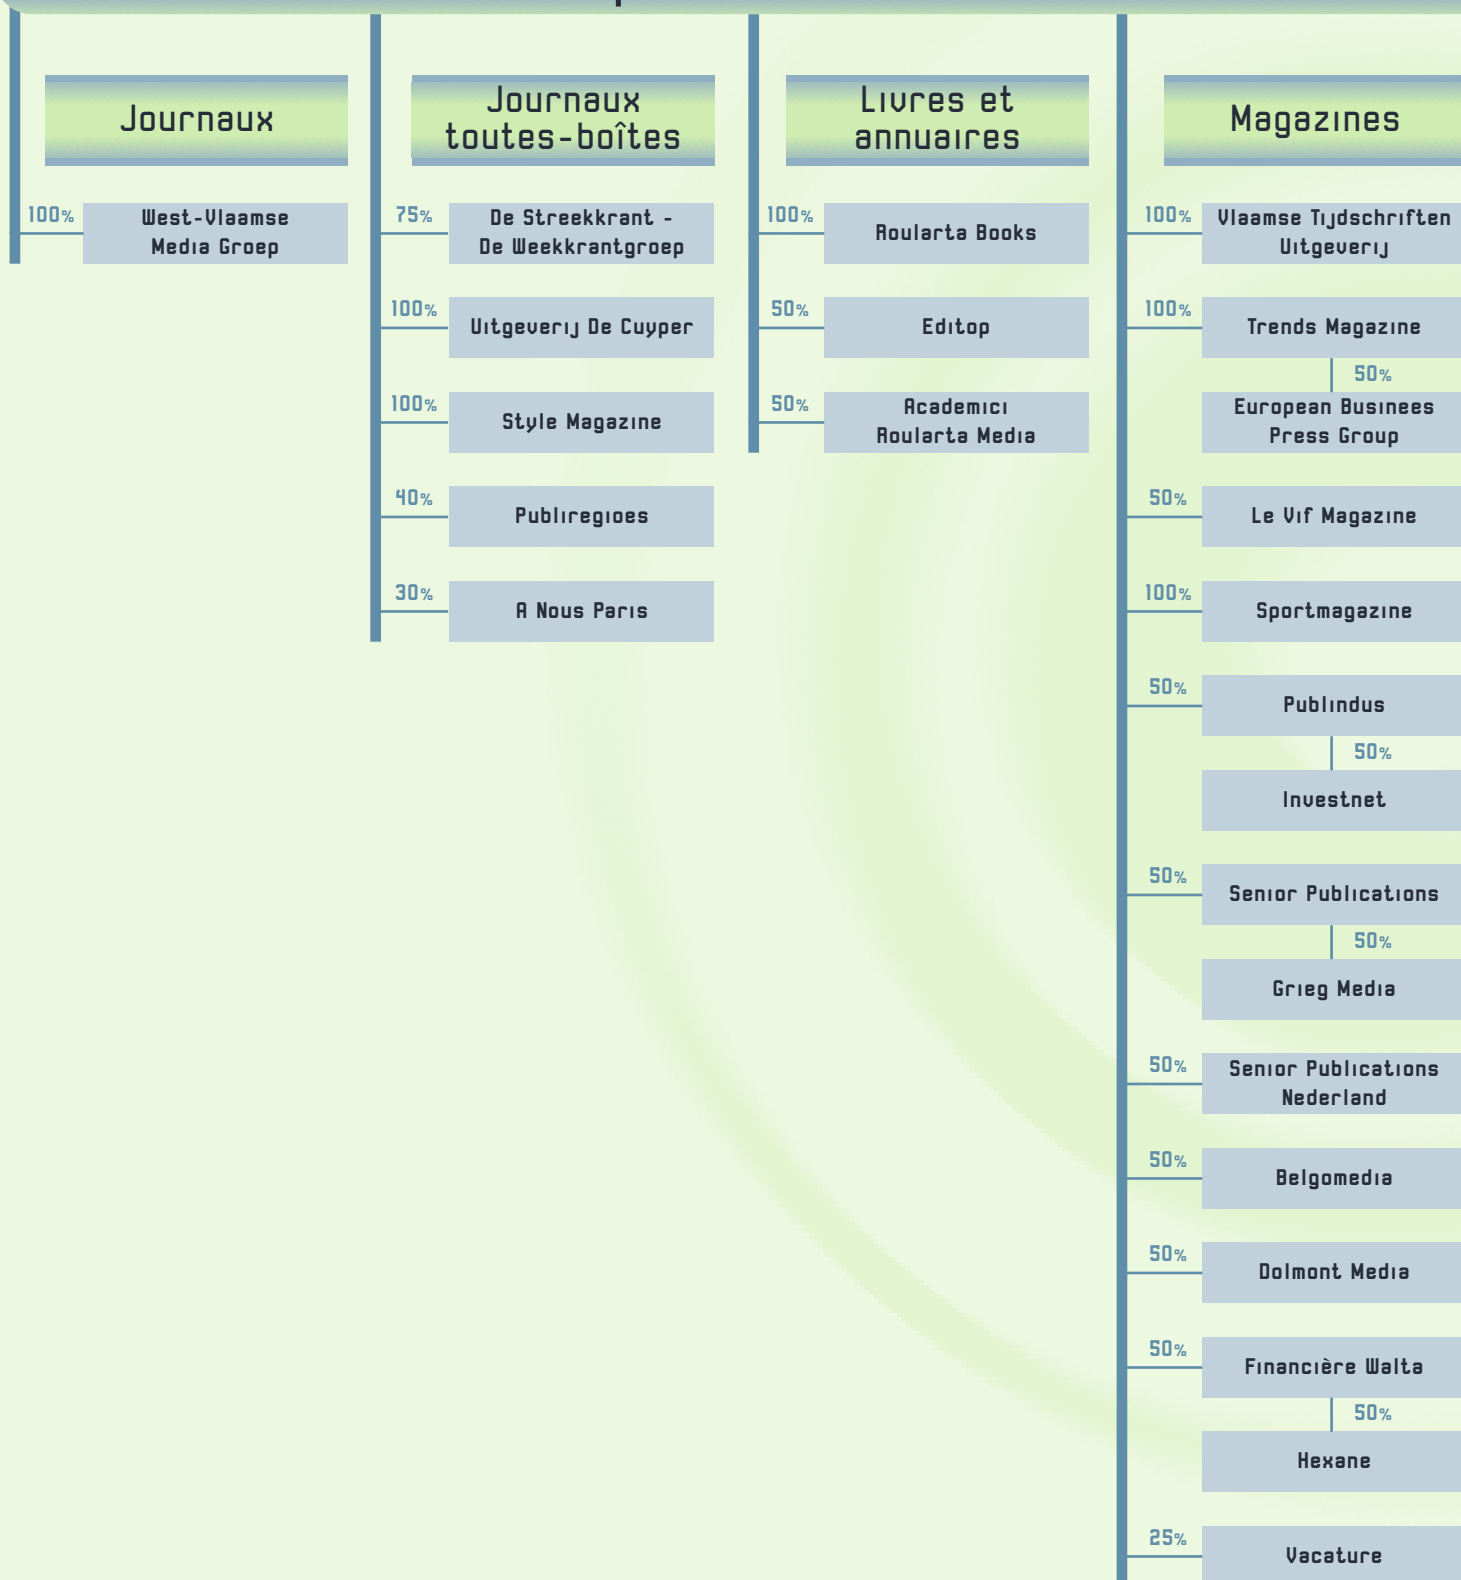 Journaux
100%
West-Vlaamse
Media Groep
Journaux
toutes-boîtes
75%
De Streekkrant -
De Weekkrantgroep
100%
Uitgeverij De Cuyper
100%
Style Magazine
40%
Publiregioes
30%
A Nous Paris
Livres et
annuaires
100%
Roularta Books
50%
Editop
50%
Academici
Roularta Media
Magazines
100%
Vlaamse Tijdschriften
Uitgeverij
100%
Trends Magazine
50%
European Businees
Press Group
50%
Le Vif Magazine
100%
Sportmagazine
50%
Publindus
50%
Investnet
50%
Senior Publications
50%
Grieg Media
50%
Senior Publications
Nederland
50%
Belgomedia
50%
Dolmont Media
50%
Financière Walta
50%
Hexane
25%
Vacature